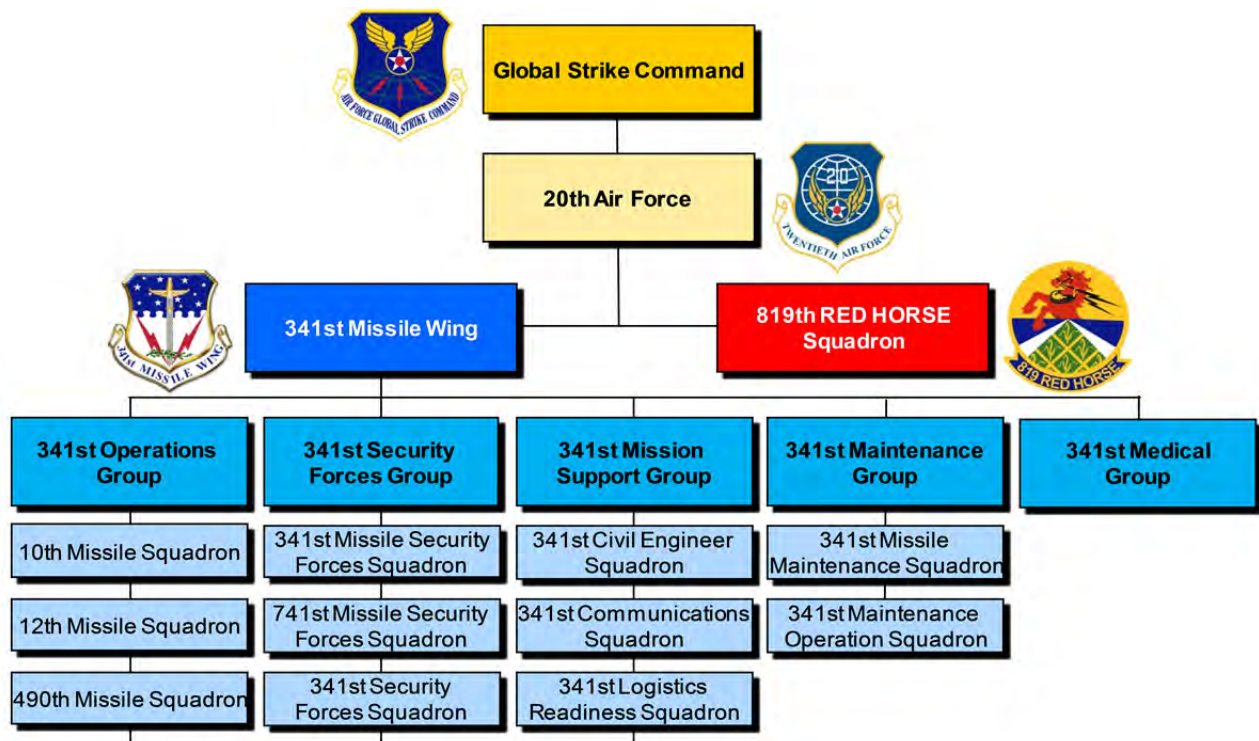 Global Strike Command
AIR FORCE GLOBAL STRIKE COMMAND
20th Air Force
20
TWENTIETH AIR FORCE
341st Missile Wing
341st MISSILE WING
819th RED HORSE
Squadron
819 RED HORSE
341st Operations
Group
341st Security
Forces Group
341st Mission
Support Group
341st Maintenance
Group
341st Medical
Group
10th Missile Squadron
341st Missile Security
Forces Squadron
341st Civil Engineer
Squadron
341st Missile
Maintenance Squadron
12th Missile Squadron
741st Missile Security
Forces Squadron
341st Communications
Squadron
341st Maintenance
Operation Squadron
490th Missile Squadron
341st Security
Forces Squadron
341st Logistics
Readiness Squadron